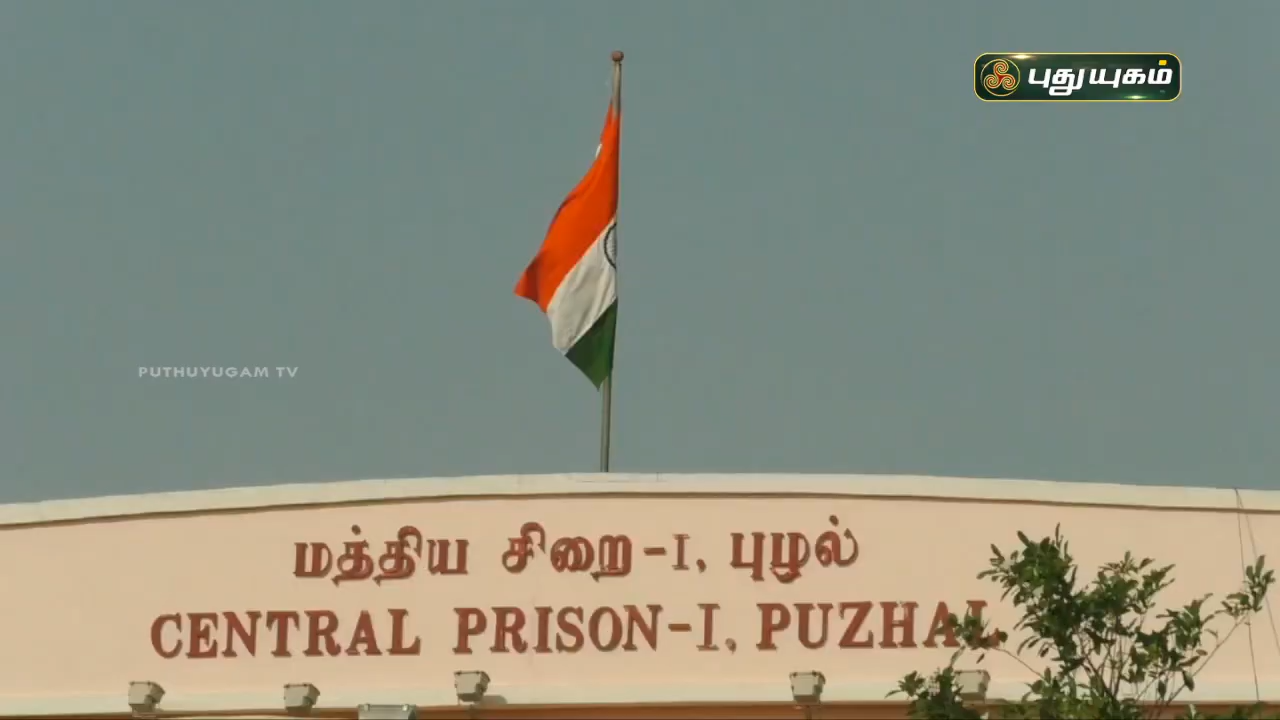 புதுயுகம்
PUTHUYUGAM TV
மத்திய சிறை-I, புழல்
CENTRAL PRISON-I, PUZHAL